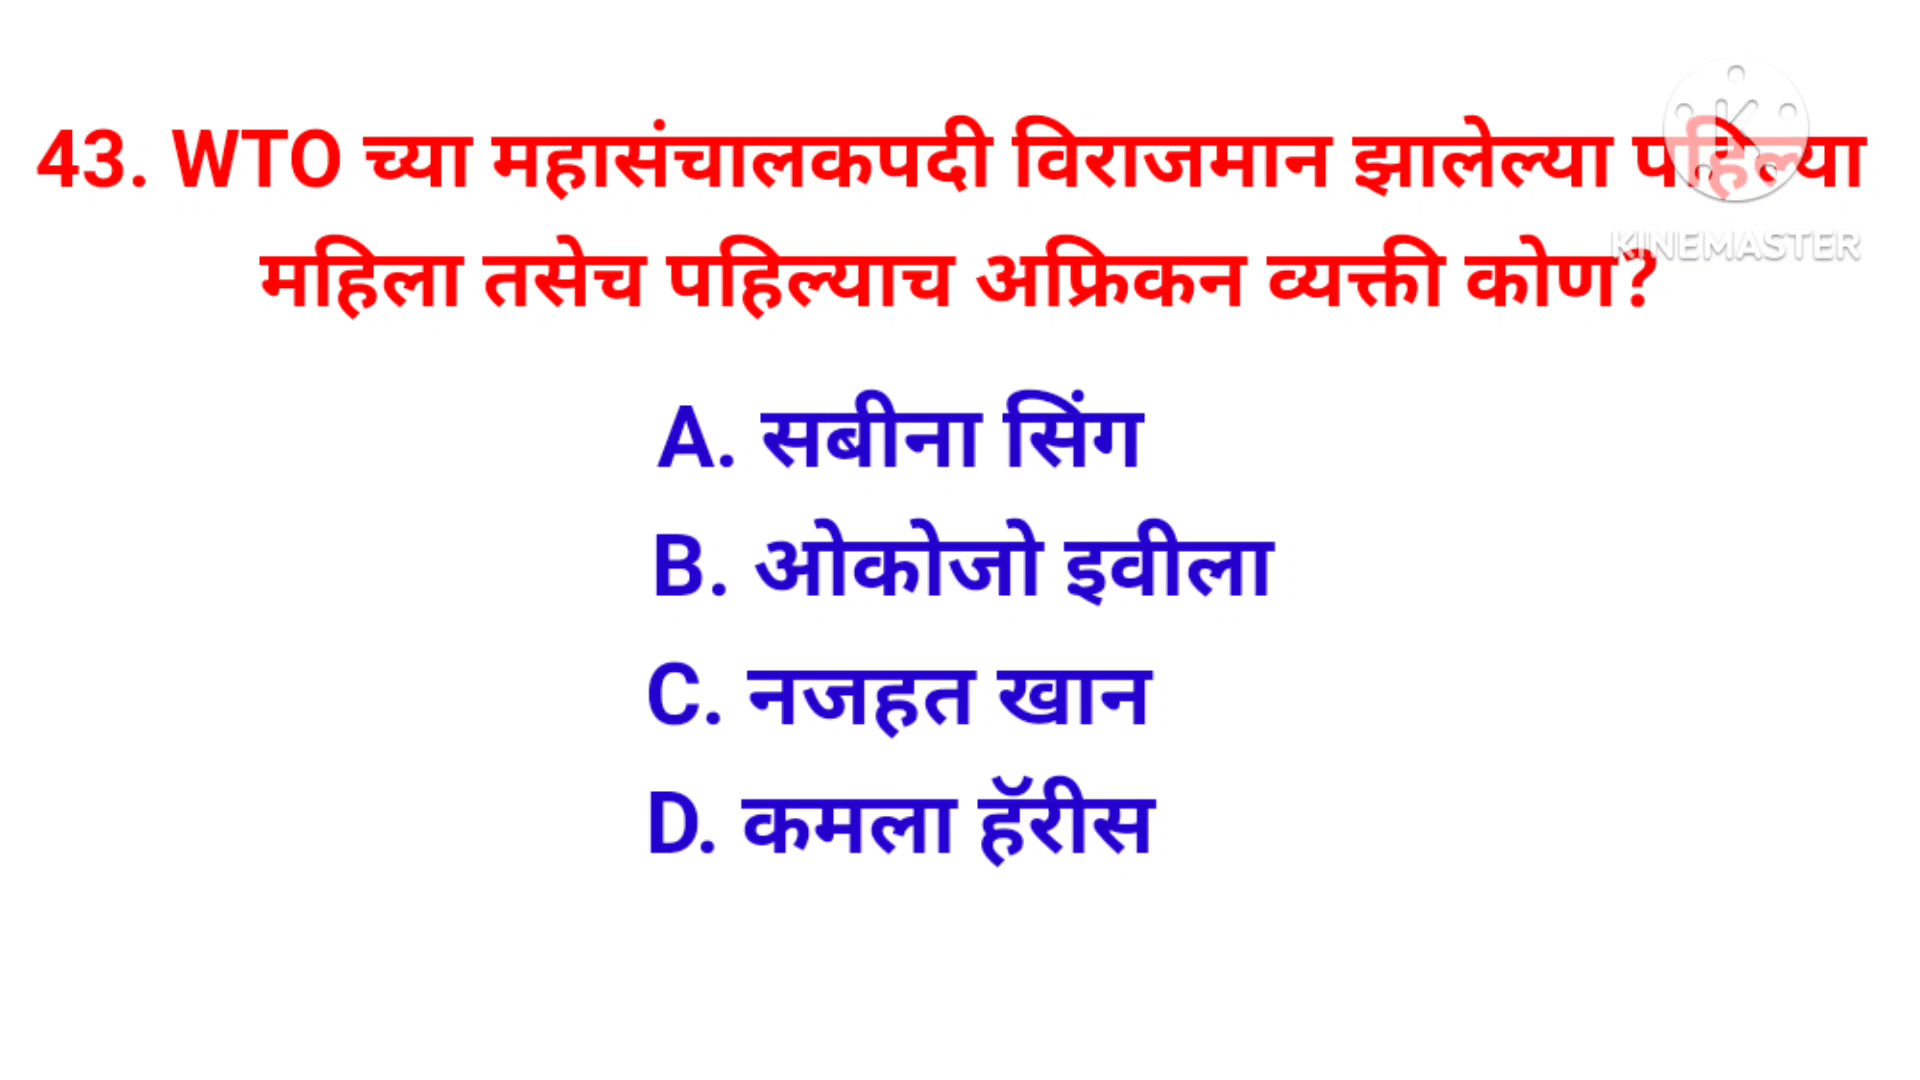 43. WTO च्या महासंचालकपदी विराजमान झालेल्या पहिल्या
KINEMASTER
महिला तसेच पहिल्याच अफ्रिकन व्यक्ती कोण?
A. सबीना सिंग
B. ओकोजो इवीला
C. नजहत खान
D. कमला हॅरीस